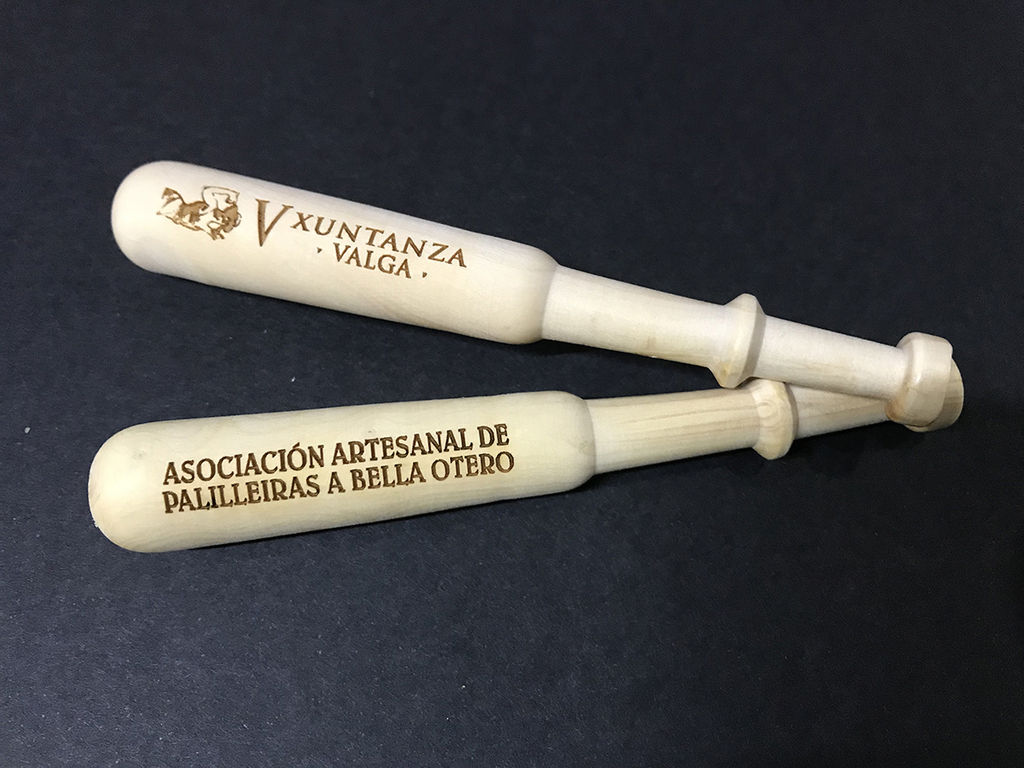 V XUNTANZA
VALGA
ASOCIACIÓN ARTESANAL DE
PALILLEIRAS A BELLA OTERO